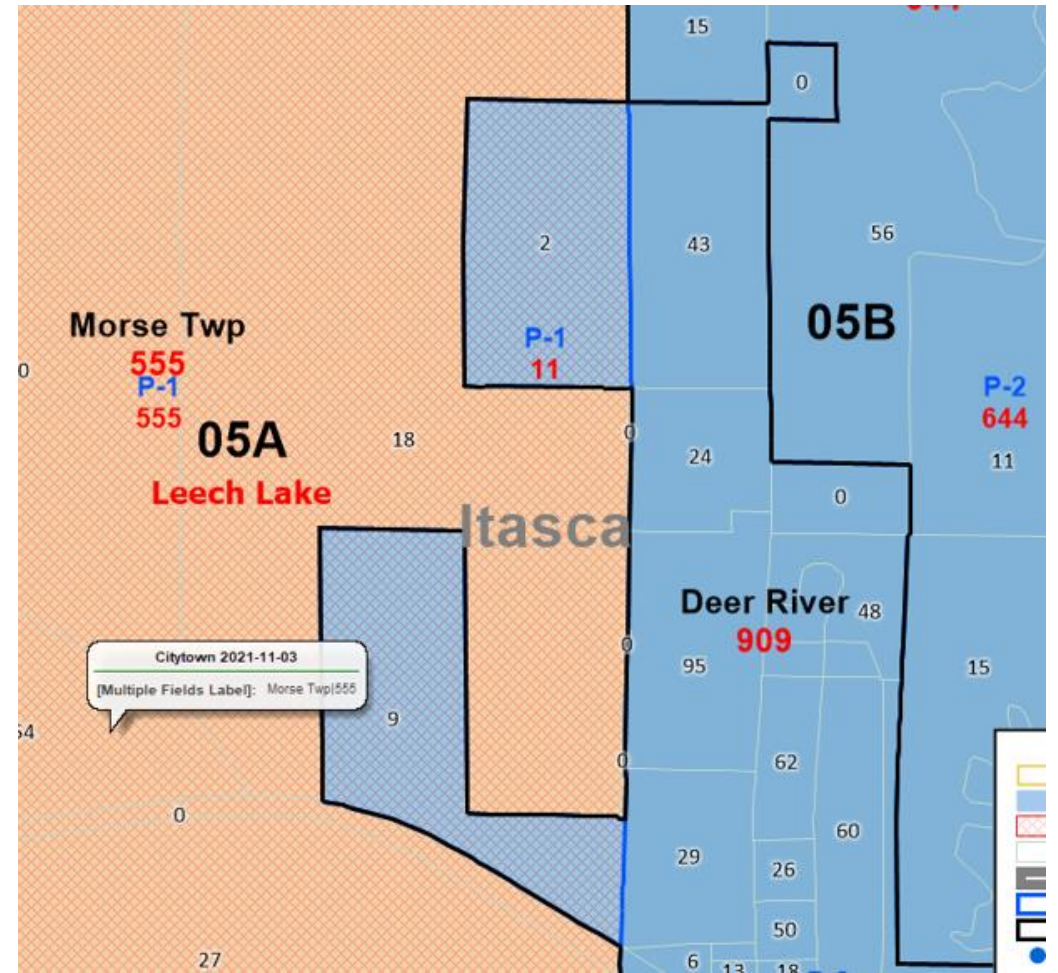 15
0
2
43
56
05B
Morse Twp
555
P-1
555
P-1
11
0
P-2
644
05A
18
24
11
Leech Lake
0
Itasca
Deer River
909
48
Citytown 2021-11-03
[Multiple Fields Label]: Morse Twp|555
0
95
15
9
0
62
0
60
29
26
50
27
6
13
18